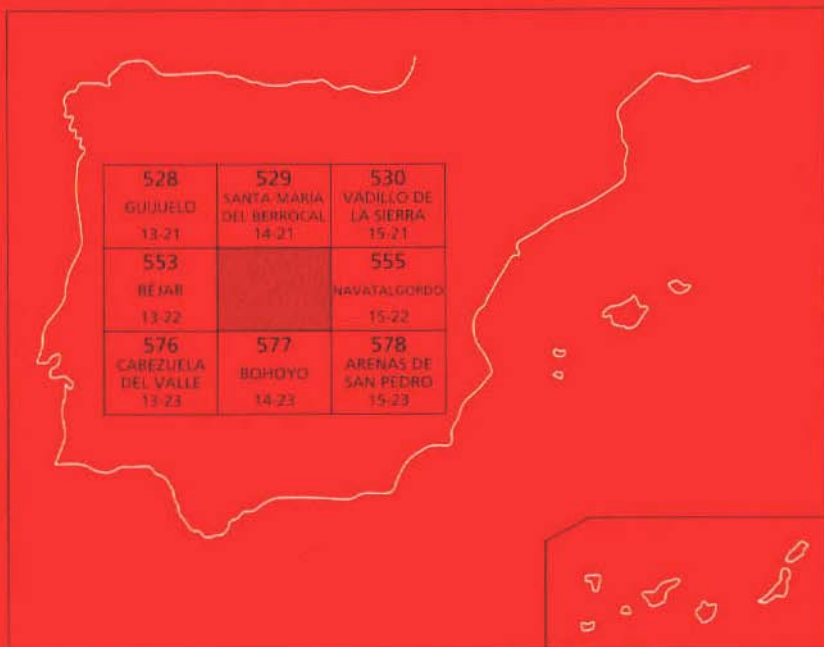 528
GUIJUELO
13-21
529
SANTA MARIA
DEL BERROCAL
14-21
530
VADILLO DE
LA SIERRA
15-21
553
BEJAR
13-22
555
NAVATALGORDO
15-22
576
CABEZUELA
DEL VALLE
13-23
577
BOHOYO
14-23
578
ARENAS DE
SAN PEDRO
15-23